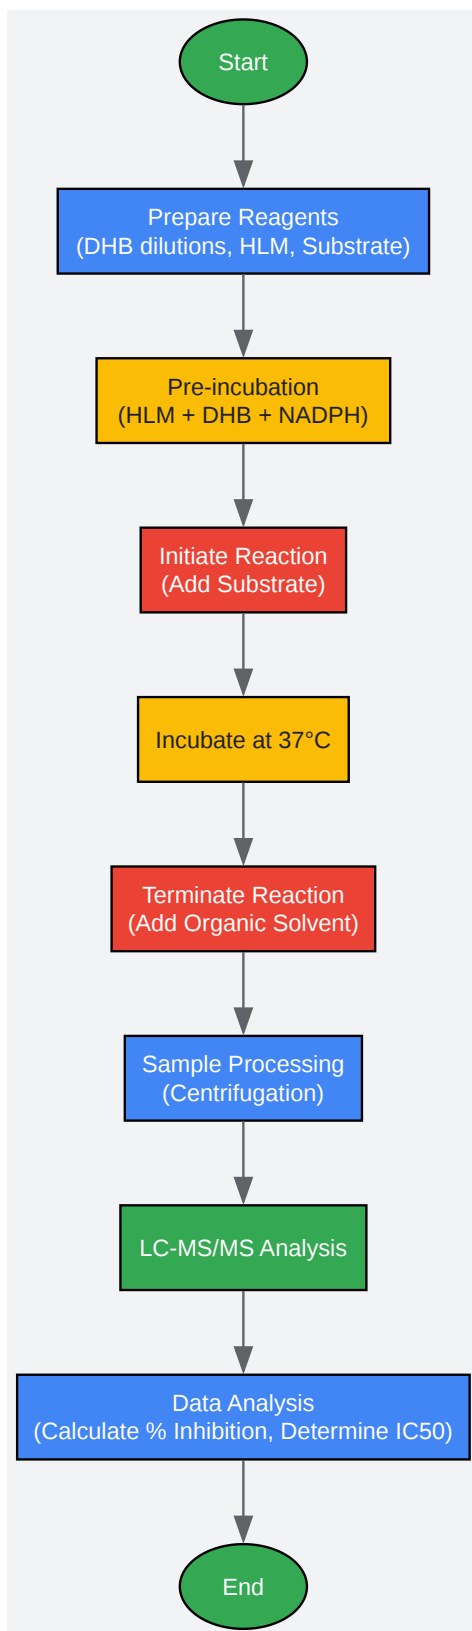 Start
Prepare Reagents
(DHB dilutions, HLM, Substrate)
Pre-incubation
(HLM + DHB + NADPH)
Initiate Reaction
(Add Substrate)
Incubate at 37°C
Terminate Reaction
(Add Organic Solvent)
Sample Processing
(Centrifugation)
LC-MS/MS Analysis
Data Analysis
(Calculate % Inhibition, Determine IC50)
End